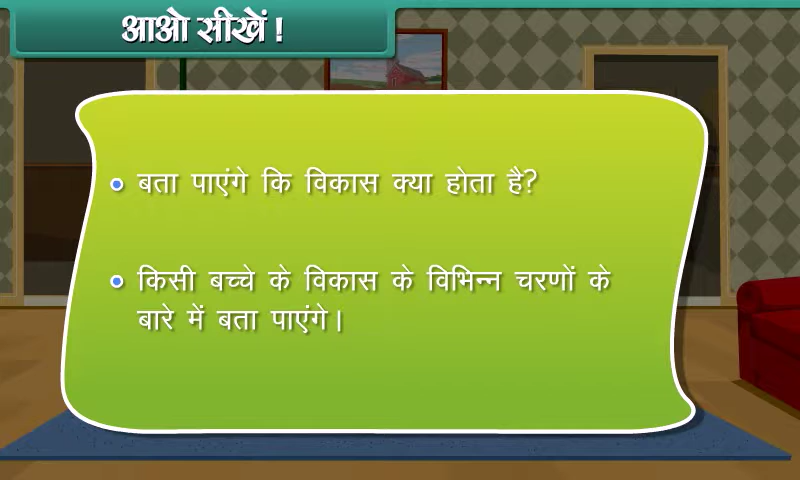 आओ सीखें!
बता पाएंगे कि विकास क्या होता है?
किसी बच्चे के विकास के विभिन्न चरणों के
बारे में बता पाएंगे।